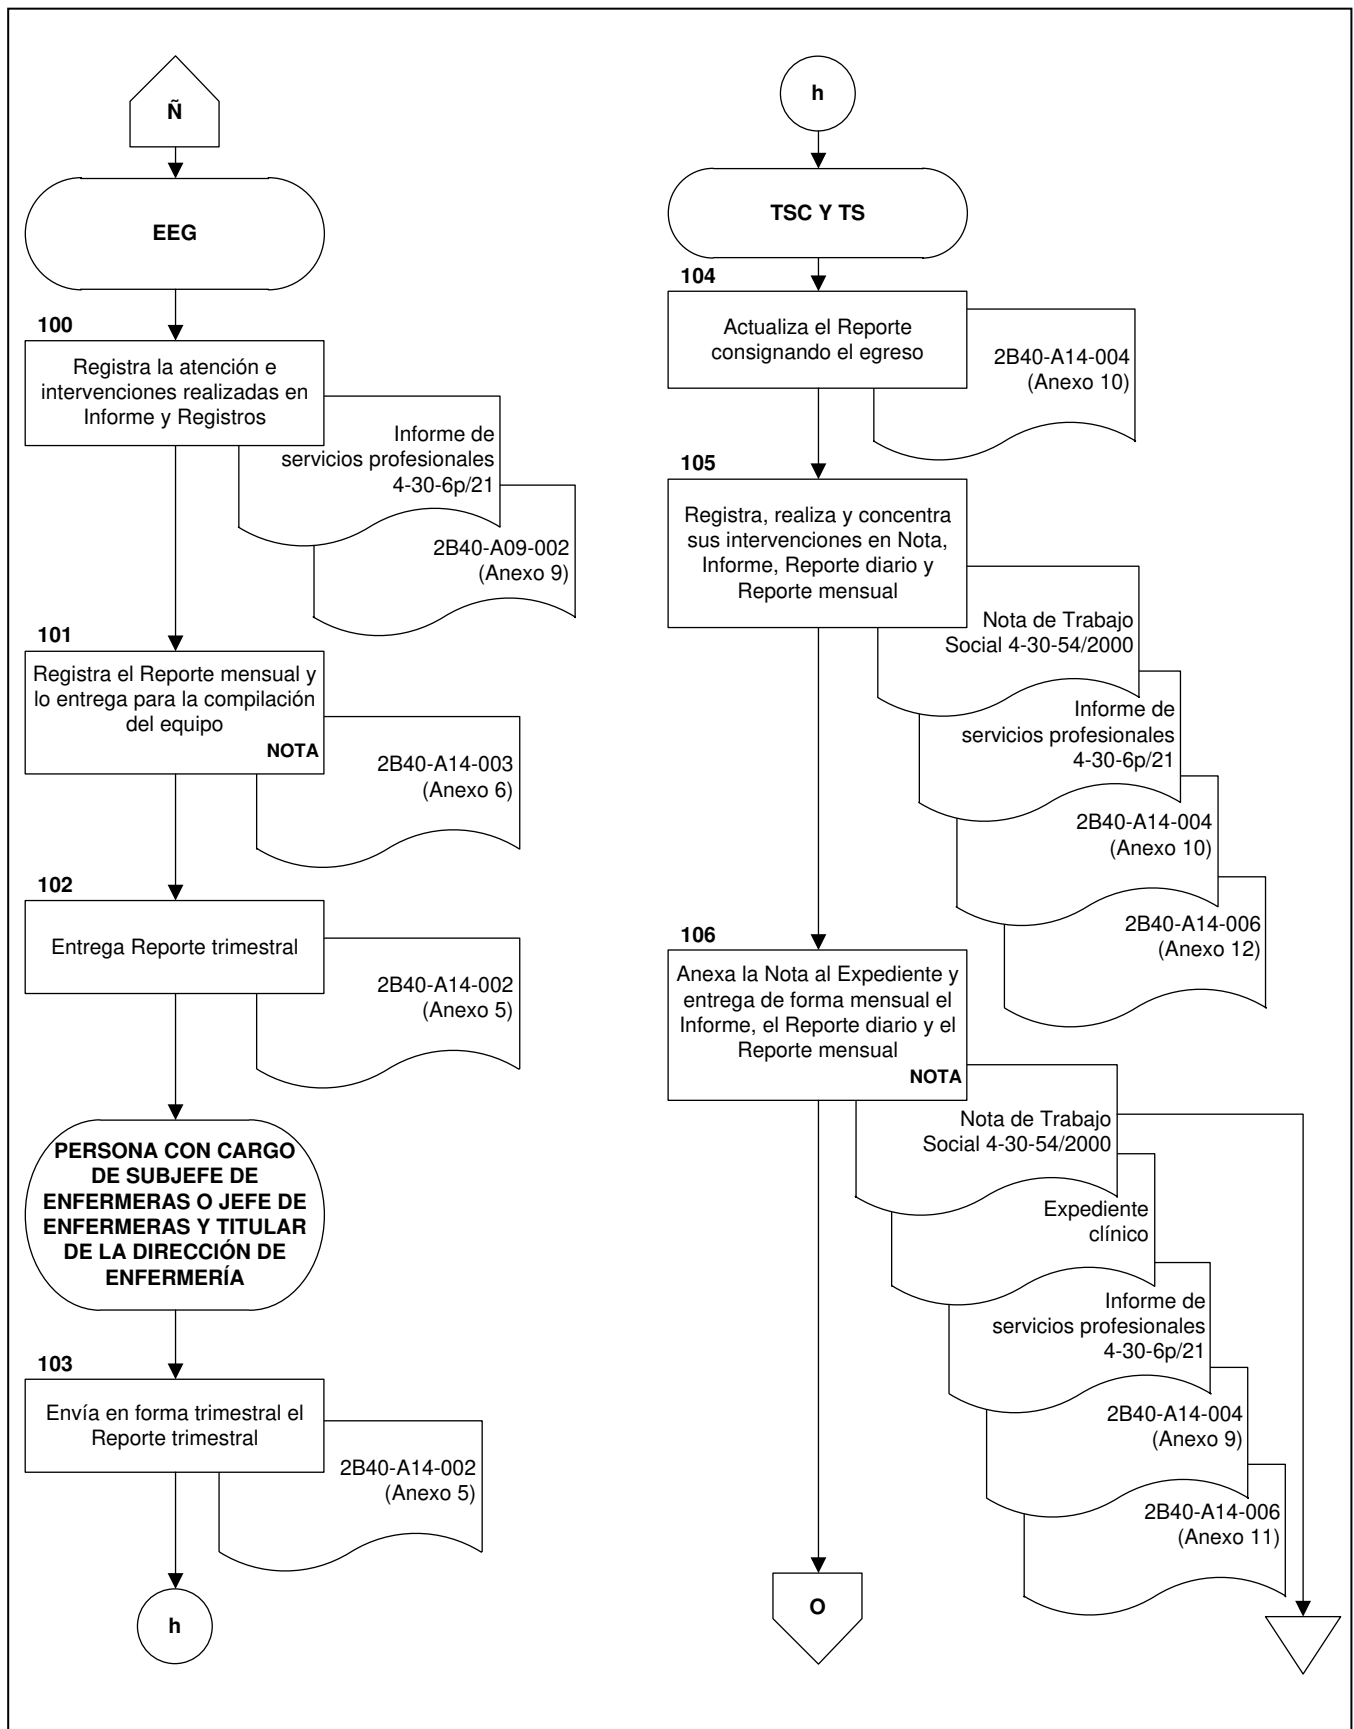 Ñ
EEG
100
Registra la atención e
intervenciones realizadas en
Informe y Registros
Informe de
servicios profesionales
4-30-6p/21
2B40-A09-002
(Anexo 9)
101
Registra el Reporte mensual y
lo entrega para la compilación
del equipo
NOTA
2B40-A14-003
(Anexo 6)
102
Entrega Reporte trimestral
2B40-A14-002
(Anexo 5)
PERSONA CON CARGO
DE SUBJEFE DE
ENFERMERAS O JEFE DE
ENFERMERAS Y TITULAR
DE LA DIRECCIÓN DE
ENFERMERÍA
103
Envía en forma trimestral el
Reporte trimestral
2B40-A14-002
(Anexo 5)
h
h
TSC Y TS
104
Actualiza el Reporte
consignando el egreso
2B40-A14-004
(Anexo 10)
105
Registra, realiza y concentra
sus intervenciones en Nota,
Informe, Reporte diario y
Reporte mensual
Nota de Trabajo
Social 4-30-54/2000
Informe de
servicios profesionales
4-30-6p/21
2B40-A14-004
(Anexo 10)
2B40-A14-006
(Anexo 12)
106
Anexa la Nota al Expediente y
entrega de forma mensual el
Informe, el Reporte diario y el
Reporte mensual
NOTA
Nota de Trabajo
Social 4-30-54/2000
Expediente
clínico
Informe de
servicios profesionales
4-30-6p/21
2B40-A14-004
(Anexo 9)
2B40-A14-006
(Anexo 11)
O